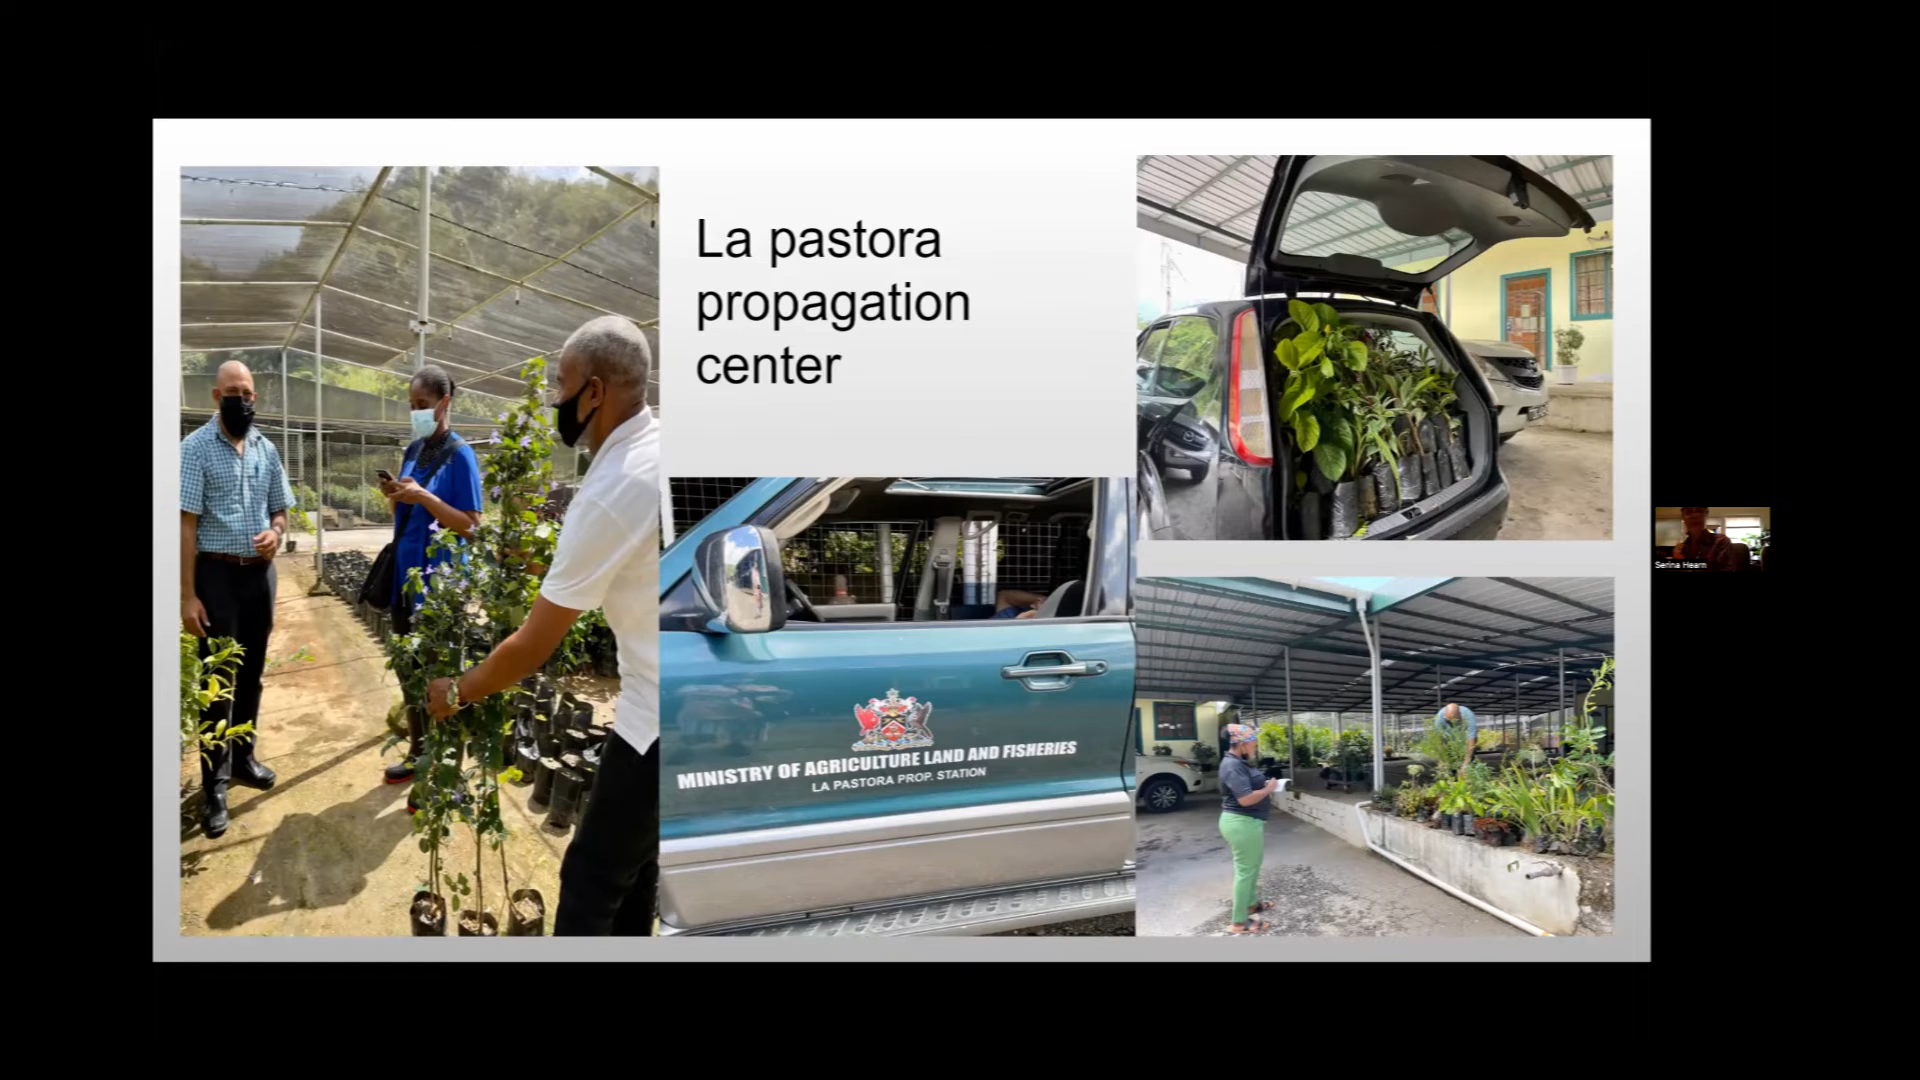 La pastora
propagation
center
MINISTRY OF AGRICULTURE LAND AND FISHERIES
LA PASTORA PROP. STATION
Serina Hearn